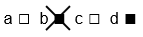 a □ b ■ c □ d ■